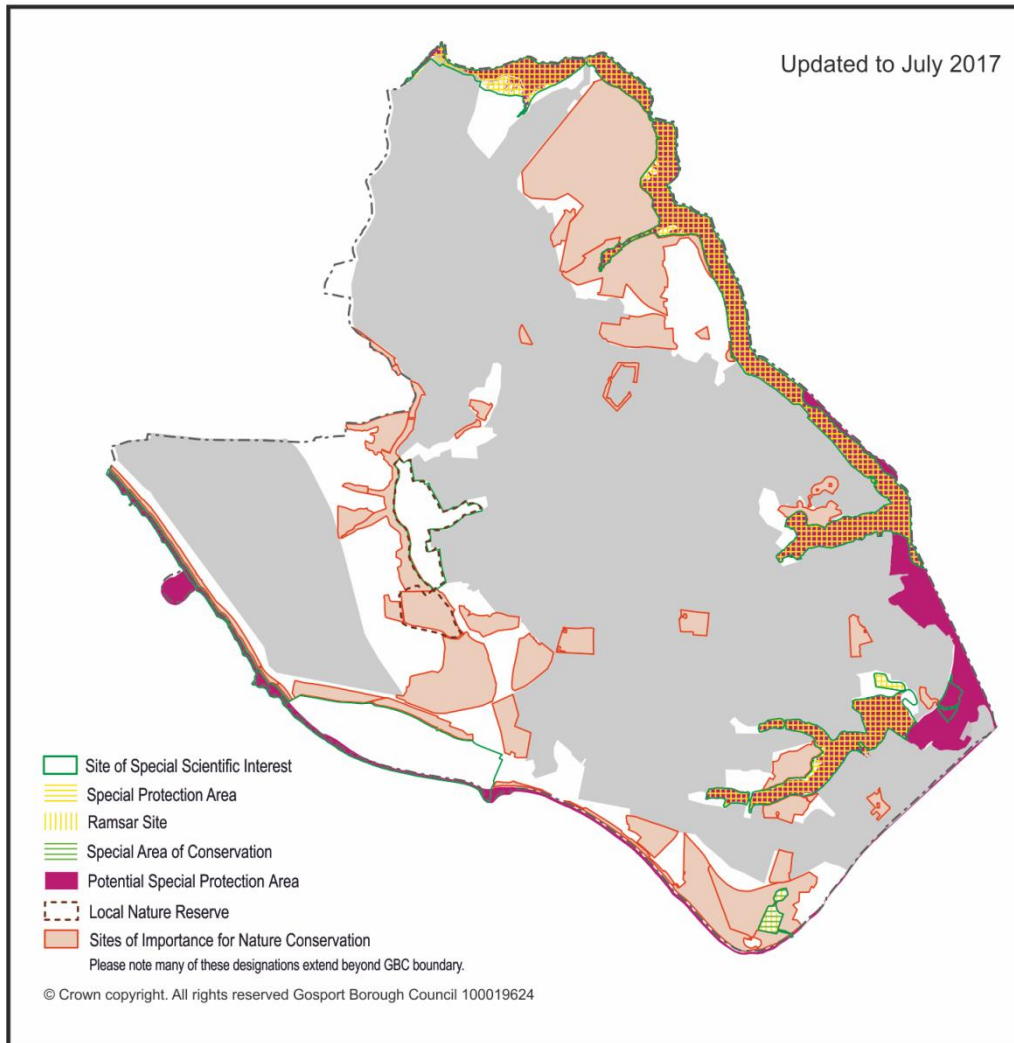 Updated to July 2017
Site of Special Scientific Interest
Special Protection Area
Ramsar Site
Special Area of Conservation
Potential Special Protection Area
Local Nature Reserve
Sites of Importance for Nature Conservation
Please note many of these designations extend beyond GBC boundary.
© Crown copyright. All rights reserved Gosport Borough Council 100019624